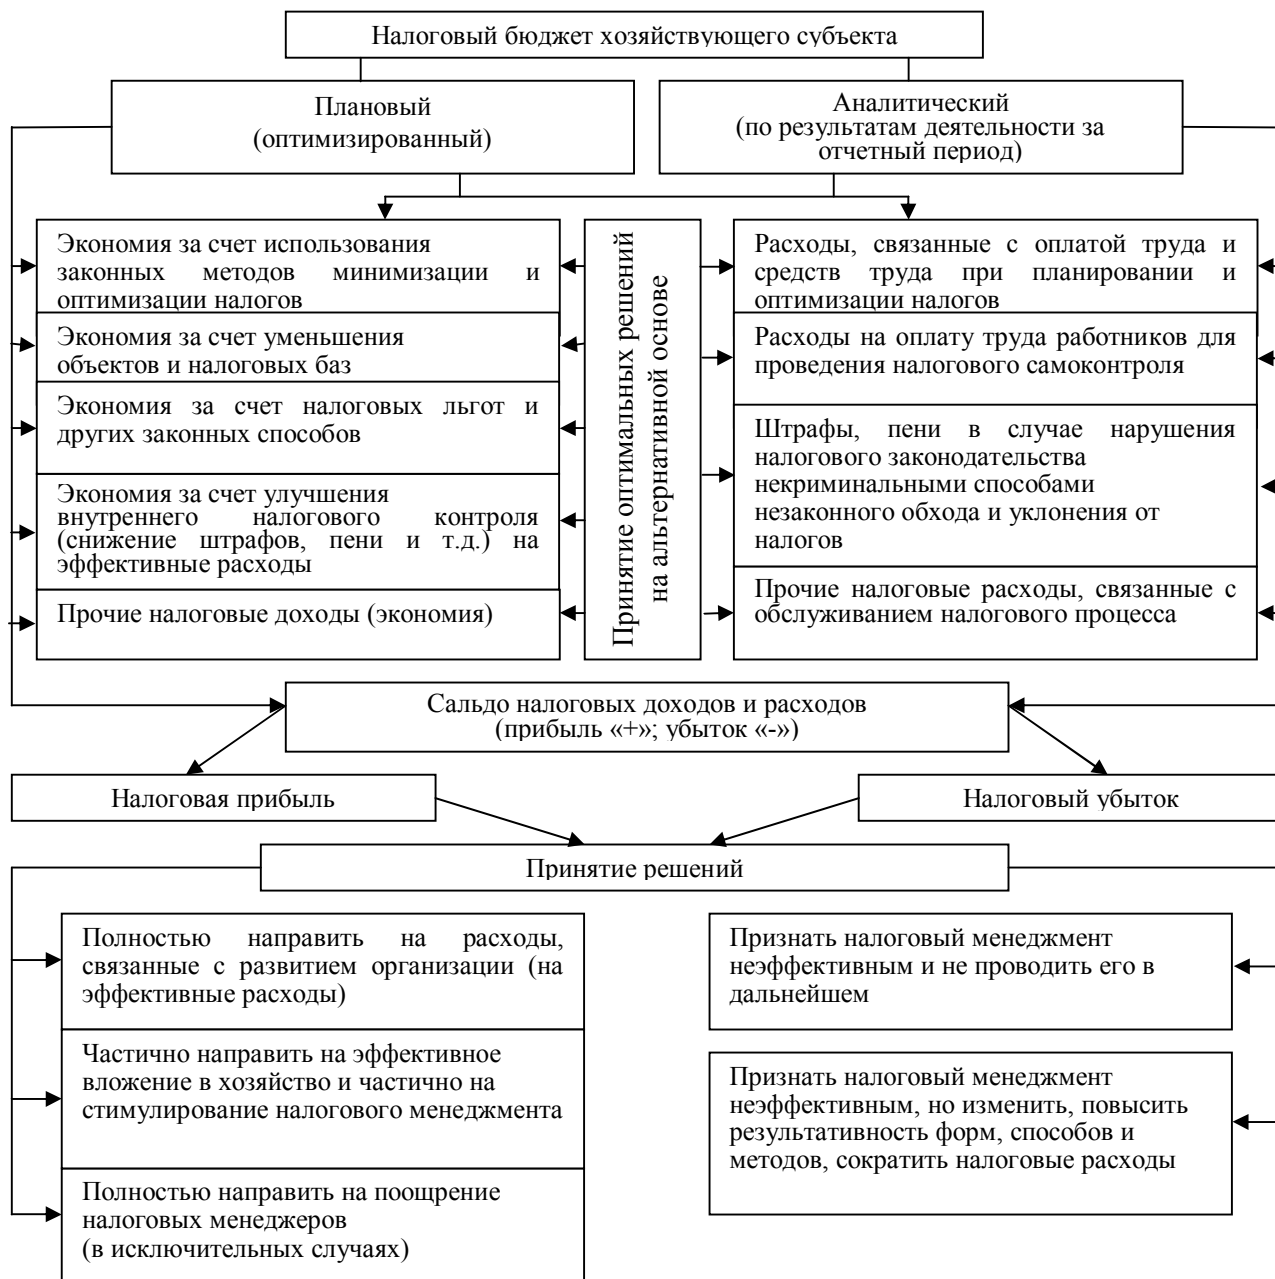 Налоговый бюджет хозяйствующего субъекта
Плановый
(оптимизированный)
Аналитический
(по результатам деятельности за
отчетный период)
Экономия за счет использования
законных методов минимизации и
оптимизации налогов
Экономия за счет уменьшения
объектов и налоговых баз
Экономия за счет налоговых льгот и
других законных способов
Экономия за счет улучшения
внутреннего налогового контроля
(снижение штрафов, пени и т.д.) на
эффективные расходы
Прочие налоговые доходы (экономия)
Принятие оптимальных решений
на альтернативной основе
Расходы, связанные с оплатой труда и
средств труда при планировании и
оптимизации налогов
Расходы на оплату труда работников для
проведения налогового самоконтроля
Штрафы, пени в случае нарушения
налогового законодательства
некриминальными способами
незаконного обхода и уклонения от
налогов
Прочие налоговые расходы, связанные с
обслуживанием налогового процесса
Сальдо налоговых доходов и расходов
(прибыль «+»; убыток «-»)
Налоговая прибыль
Налоговый убыток
Принятие решений
Полностью направить на расходы,
связанные с развитием организации (на
эффективные расходы)
Частично направить на эффективное
вложение в хозяйство и частично на
стимулирование налогового менеджмента
Полностью направить на поощрение
налоговых менеджеров
(в исключительных случаях)
Признать налоговый менеджмент
неэффективным и не проводить его в
дальнейшем
Признать налоговый менеджмент
неэффективным, но изменить, повысить
результативность форм, способов и
методов, сократить налоговые расходы